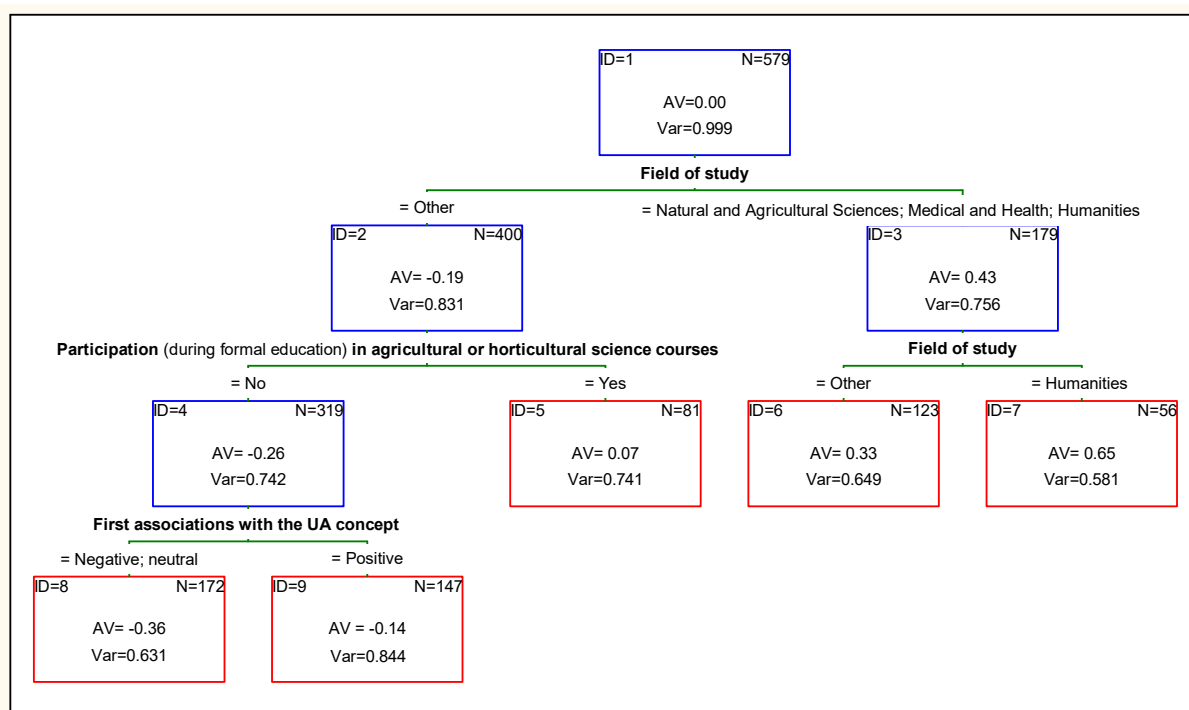 ID=1 N=579
AV=0.00
Var=0.999
Field of study
= Other
= Natural and Agricultural Sciences; Medical and Health; Humanities
ID=2 N=400
AV= -0.19
Var=0.831
ID=3 N=179
AV= 0.43
Var=0.756
Participation (during formal education) in agricultural or horticultural science courses
Field of study
= No
= Yes
= Other
= Humanities
ID=4 N=319
AV= -0.26
Var=0.742
ID=5 N=81
AV= 0.07
Var=0.741
ID=6 N=123
AV= 0.33
Var=0.649
ID=7 N=56
AV= 0.65
Var=0.581
First associations with the UA concept
= Negative; neutral
= Positive
ID=8 N=172
AV= -0.36
Var=0.631
ID=9 N=147
AV = -0.14
Var=0.844